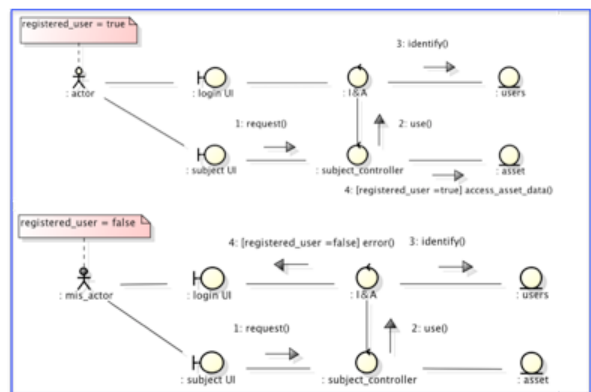 registered_user = true
3: identify()
: actor
: login UI
: I&A
: users
1: request()
2: use()
: subject UI
: subject_controller
: asset
4: [registered_user =true] access_asset_data()
registered_user = false
4: [registered_user =false] error()
3: identify()
: mis_actor
: login UI
: I&A
: users
1: request()
2: use()
: subject UI
: subject_controller
: asset